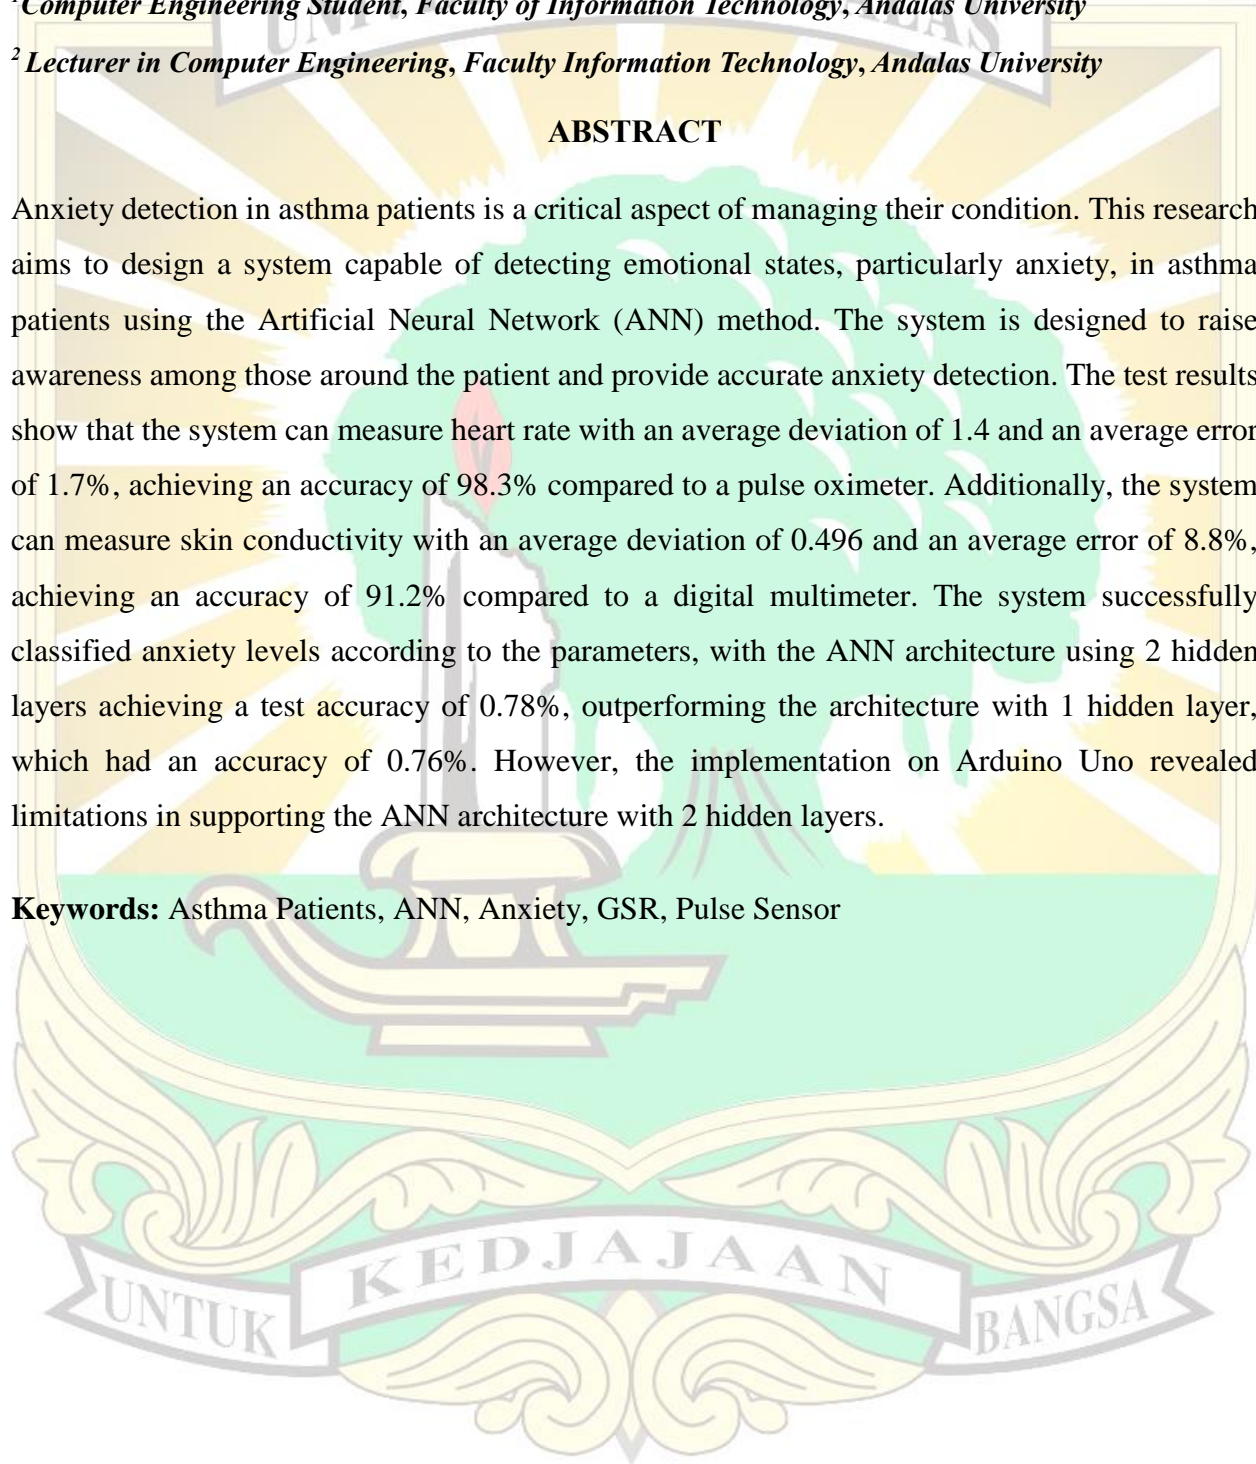 ¹Computer Engineering Student, Faculty of Information Technology, Andalas University
² Lecturer in Computer Engineering, Faculty Information Technology, Andalas University
ABSTRACT
Anxiety detection in asthma patients is a critical aspect of managing their condition. This research
aims to design a system capable of detecting emotional states, particularly anxiety, in asthma
patients using the Artificial Neural Network (ANN) method. The system is designed to raise
awareness among those around the patient and provide accurate anxiety detection. The test results
show that the system can measure heart rate with an average deviation of 1.4 and an average error
of 1.7%, achieving an accuracy of 98.3% compared to a pulse oximeter. Additionally, the system
can measure skin conductivity with an average deviation of 0.496 and an average error of 8.8%,
achieving an accuracy of 91.2% compared to a digital multimeter. The system successfully
classified anxiety levels according to the parameters, with the ANN architecture using 2 hidden
layers achieving a test accuracy of 0.78%, outperforming the architecture with 1 hidden layer,
which had an accuracy of 0.76%. However, the implementation on Arduino Uno revealed
limitations in supporting the ANN architecture with 2 hidden layers.
Keywords: Asthma Patients, ANN, Anxiety, GSR, Pulse Sensor
UNTUK KEDJAJAAN BANGSA